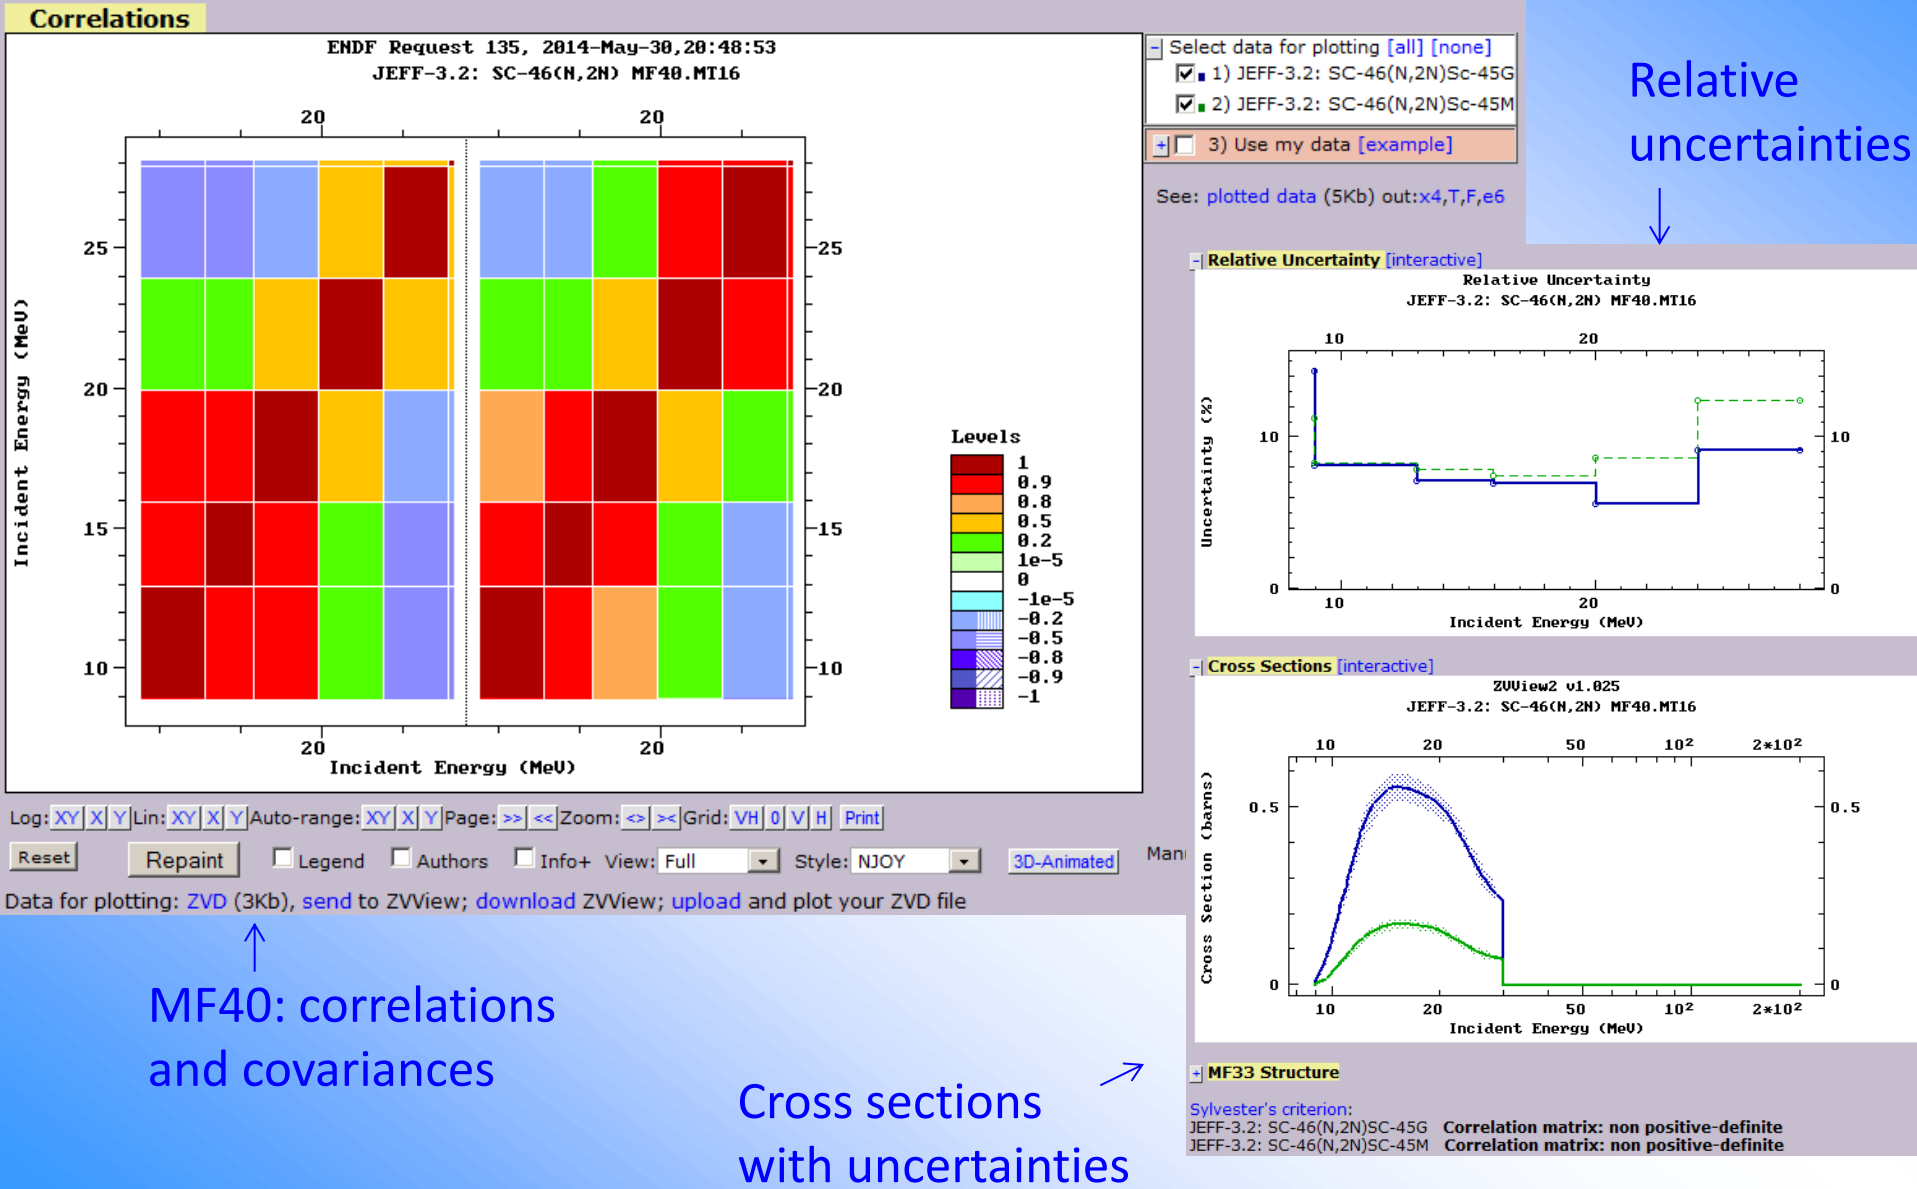 Correlations
ENDF Request 135, 2014-May-30,20:48:53
JEFF-3.2: SC-46(N,2N) MF40.MT16
20 20
25 25
20 20
15 15
10 10
Incident Energy (MeV)
20 20
Incident Energy (MeV)
Levels
1
0.9
0.8
0.5
0.2
1e-5
0
-1e-5
-0.2
-0.5
-0.8
-0.9
-1
Log: XY X Y Lin: XY X Y Auto-range: XY X Y Page: >> << Zoom: <> >< Grid: VH 0 V H Print
Reset Repaint Legend Authors Info+ View: Full Style: NJOY 3D-Animated
Data for plotting: ZVD (3Kb), send to ZVView; download ZVView; upload and plot your ZVD file
- Select data for plotting [all] [none]
1) JEFF-3.2: SC-46(N,2N)Sc-45G
2) JEFF-3.2: SC-46(N,2N)Sc-45M
+ 3) Use my data [example]
See: plotted data (5Kb) out:x4,T,F,e6
Relative
uncertainties
- Relative Uncertainty [interactive]
Relative Uncertainty
JEFF-3.2: SC-46(N,2N) MF40.MT16
10 20
Uncertainty (%)
10 10
0 0
10 20
Incident Energy (MeV)
- Cross Sections [interactive]
ZVView2 v1.025
JEFF-3.2: SC-46(N,2N) MF40.MT16
10 20 50 10² 2*10²
Cross Section (barns)
0.5 0.5
0 0
10 20 50 10² 2*10²
Incident Energy (MeV)
+ MF33 Structure
Sylvester's criterion:
JEFF-3.2: SC-46(N,2N)SC-45G Correlation matrix: non positive-definite
JEFF-3.2: SC-46(N,2N)SC-45M Correlation matrix: non positive-definite
MF40: correlations
and covariances
Cross sections
with uncertainties